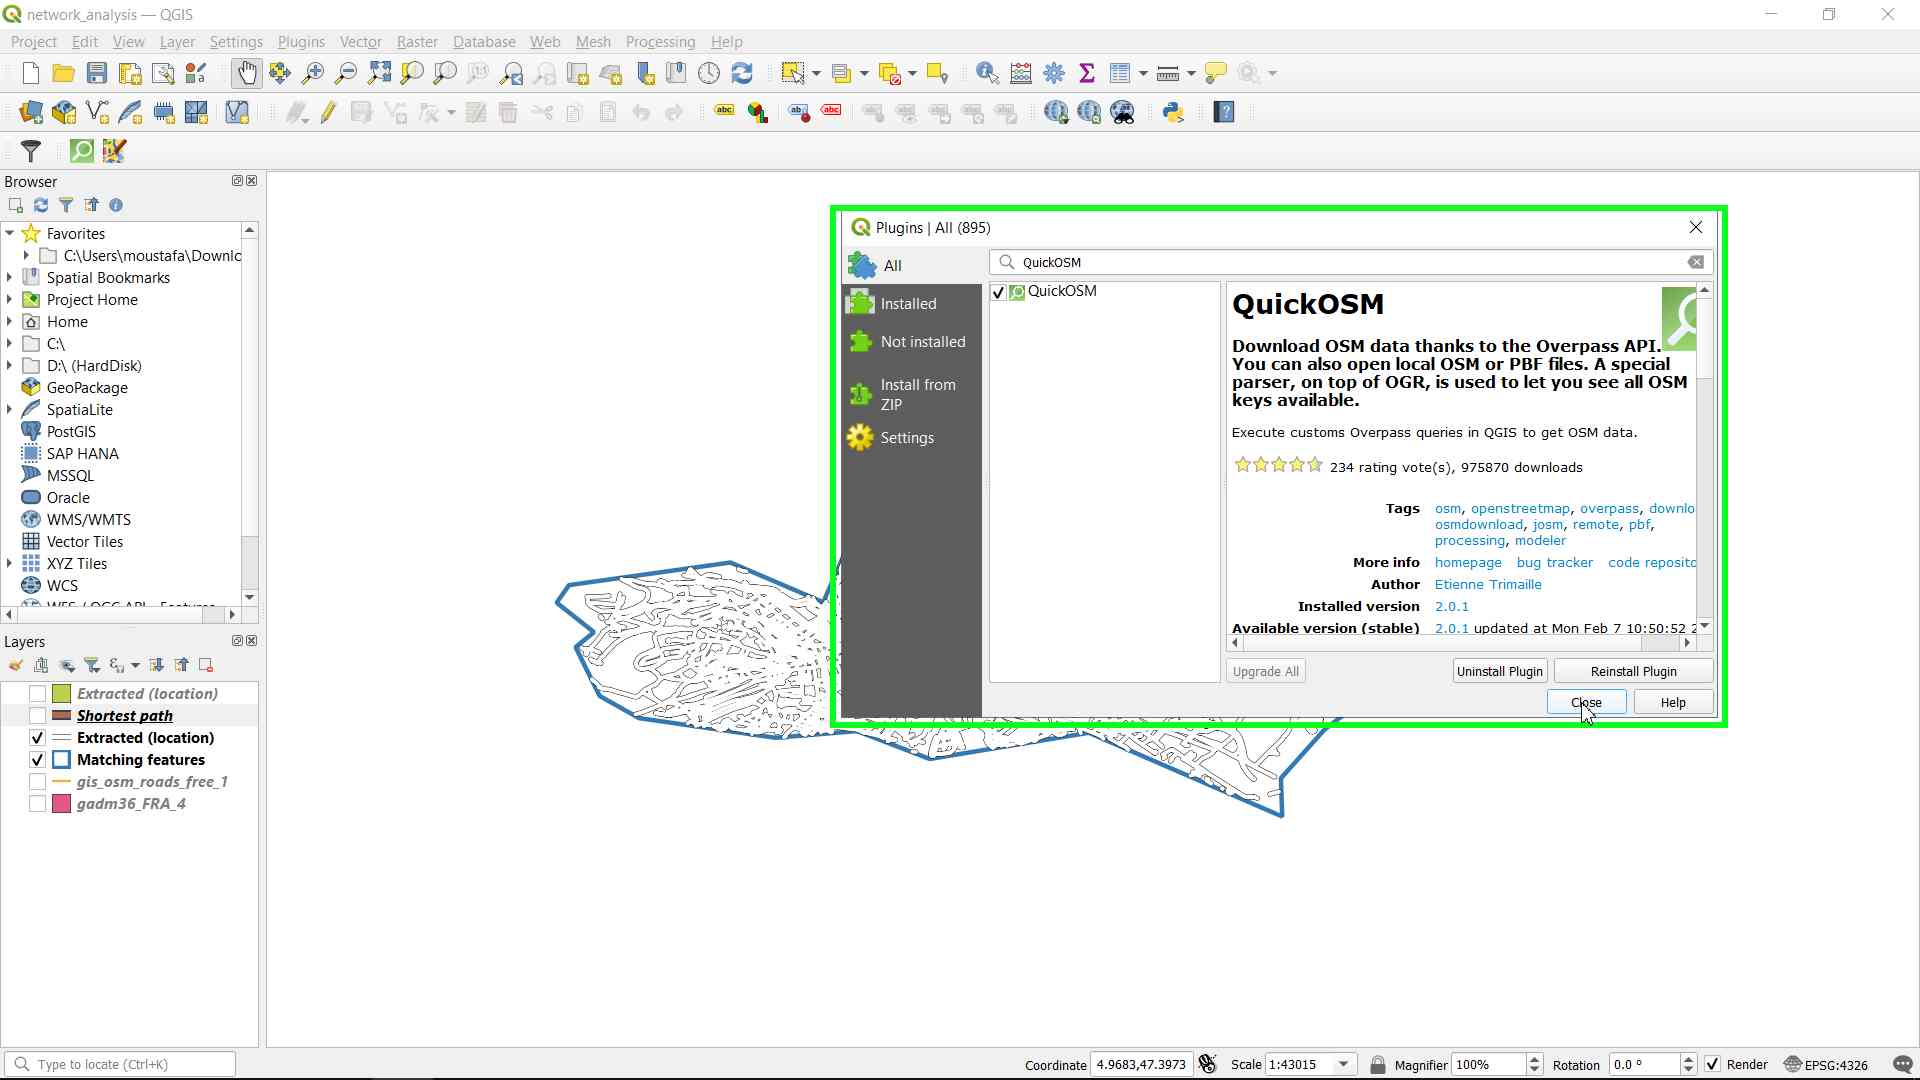 network_analysis — QGIS
Project Edit View Layer Settings Plugins Vector Raster Database Web Mesh Processing Help
abc abc abc
Browser
Favorites
C:\Users\moustafa\Downlc
Spatial Bookmarks
Project Home
Home
C:\
D:\ (HardDisk)
GeoPackage
SpatiaLite
PostGIS
SAP HANA
MSSQL
Oracle
WMS/WMTS
Vector Tiles
XYZ Tiles
WCS
WFS / OGC API - Features
Layers
Extracted (location)
Shortest path
Extracted (location)
Matching features
gis_osm_roads_free_1
gadm36_FRA_4
Plugins | All (895)
All
Installed
Not installed
Install from
ZIP
Settings
QuickOSM
QuickOSM
QuickOSM
Download OSM data thanks to the Overpass API.
You can also open local OSM or PBF files. A special
parser, on top of OGR, is used to let you see all OSM
keys available.
Execute customs Overpass queries in QGIS to get OSM data.
234 rating vote(s), 975870 downloads
Tags osm, openstreetmap, overpass, downlo
osmdownload, josm, remote, pbf,
processing, modeler
More info homepage bug tracker code reposito
Author Etienne Trimaille
Installed version 2.0.1
Available version (stable) 2.0.1 updated at Mon Feb 7 10:50:52 2
Upgrade All Uninstall Plugin Reinstall Plugin
Close Help
Type to locate (Ctrl+K) Coordinate 4.9683,47.3973 Scale 1:43015 Magnifier 100% Rotation 0.0 ° Render EPSG:4326